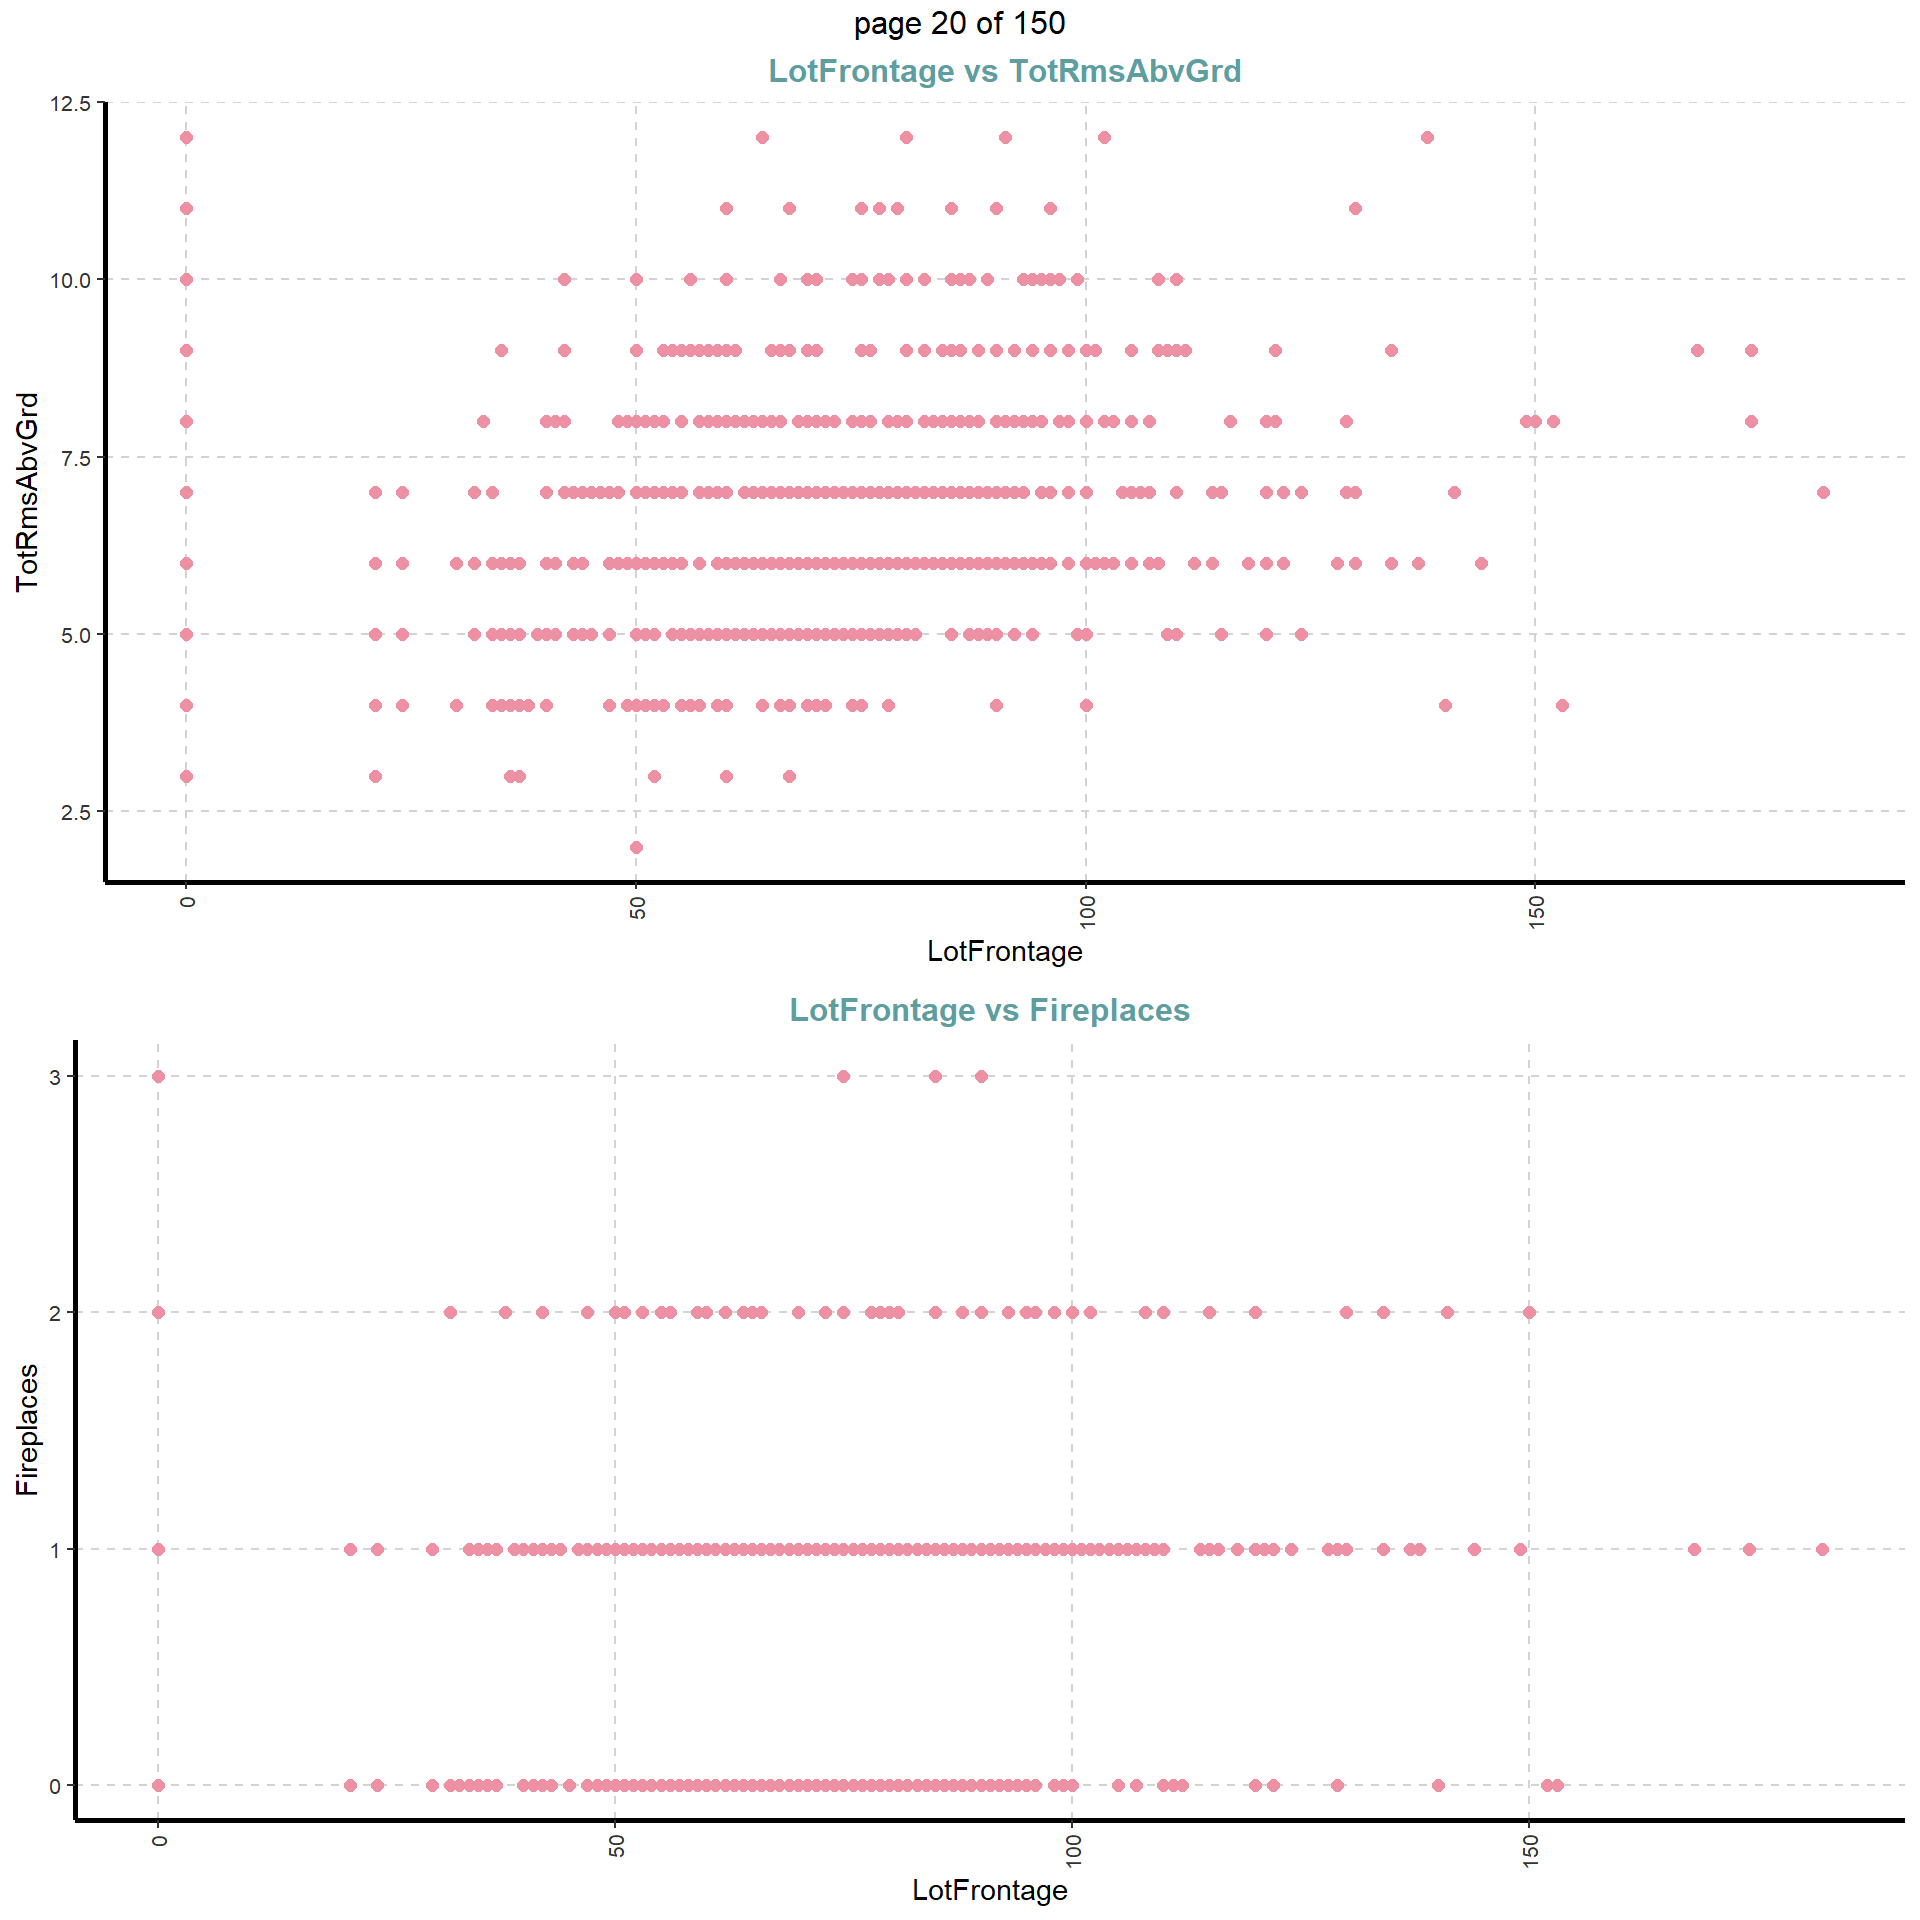 page 20 of 150
LotFrontage vs TotRmsAbvGrd
12.5
10.0
7.5
5.0
2.5
TotRmsAbvGrd
0
50
100
150
LotFrontage
LotFrontage vs Fireplaces
3
2
1
0
Fireplaces
0
50
100
150
LotFrontage